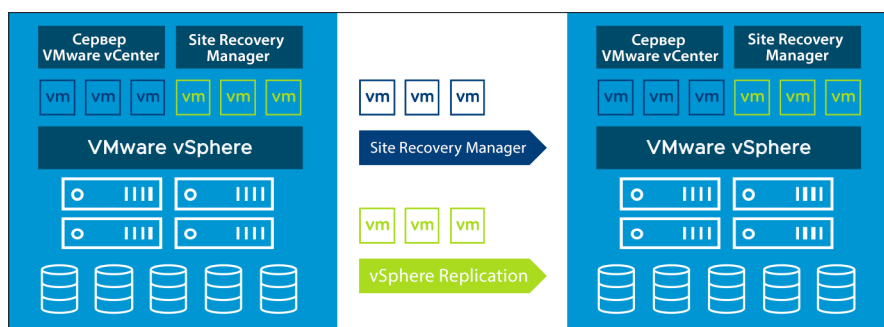 Сервер
VMware vCenter
Site Recovery
Manager
vm vm vm vm vm vm
VMware vSphere
vm vm vm
Site Recovery Manager
vm vm vm
vSphere Replication
Сервер
VMware vCenter
Site Recovery
Manager
vm vm vm vm vm vm
VMware vSphere